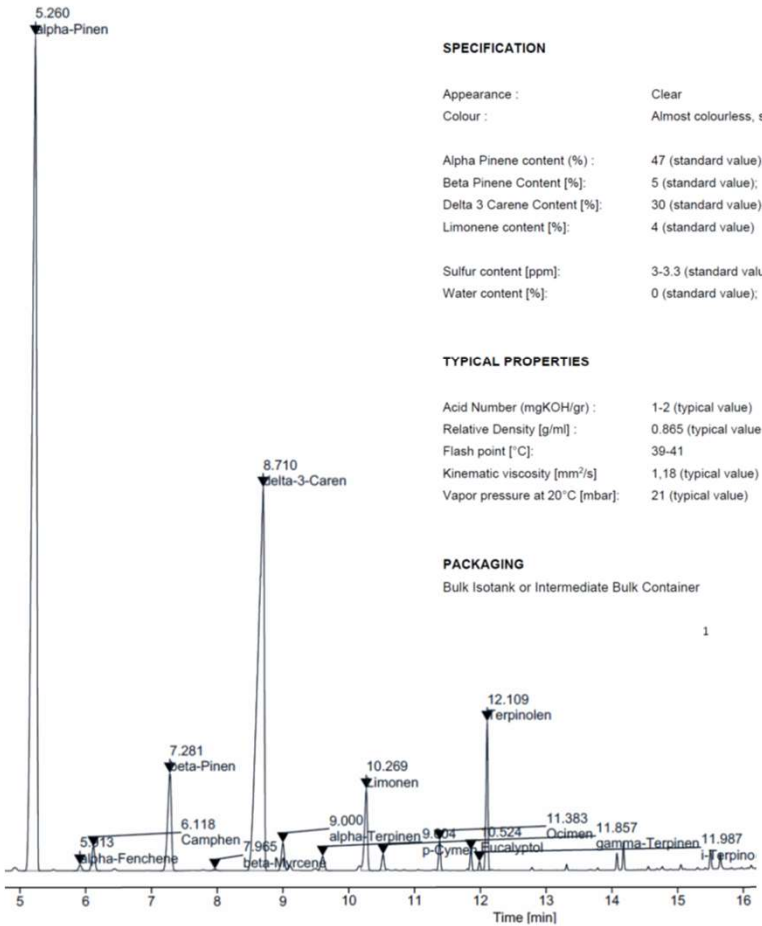 5.260
alpha-Pinen
SPECIFICATION
Appearance : Clear
Colour : Almost colourless, s
Alpha Pinene content (%) : 47 (standard value)
Beta Pinene Content [%]: 5 (standard value);
Delta 3 Carene Content [%]: 30 (standard value)
Limonene content [%]: 4 (standard value)
Sulfur content [ppm]: 3-3.3 (standard valu
Water content [%]: 0 (standard value);
TYPICAL PROPERTIES
Acid Number (mgKOH/gr) : 1-2 (typical value)
Relative Density [g/ml] : 0.865 (typical value
Flash point [°C]: 39-41
Kinematic viscosity [mm²/s] 1,18 (typical value)
Vapor pressure at 20°C [mbar]: 21 (typical value)
PACKAGING
Bulk Isotank or Intermediate Bulk Container
1
8.710
delta-3-Caren
12.109
Terpinolen
7.281
beta-Pinen
10.269
Limonen
5.913
alpha-Fenchene
6.118
Camphen
7.965
beta-Myrcene
9.000
alpha-Terpinen
9.604
p-Cymen
10.524
Eucalyptol
11.383
Ocimen
11.857
gamma-Terpinen
11.987
i-Terpino
5 6 7 8 9 10 11 12 13 14 15 16
Time [min]